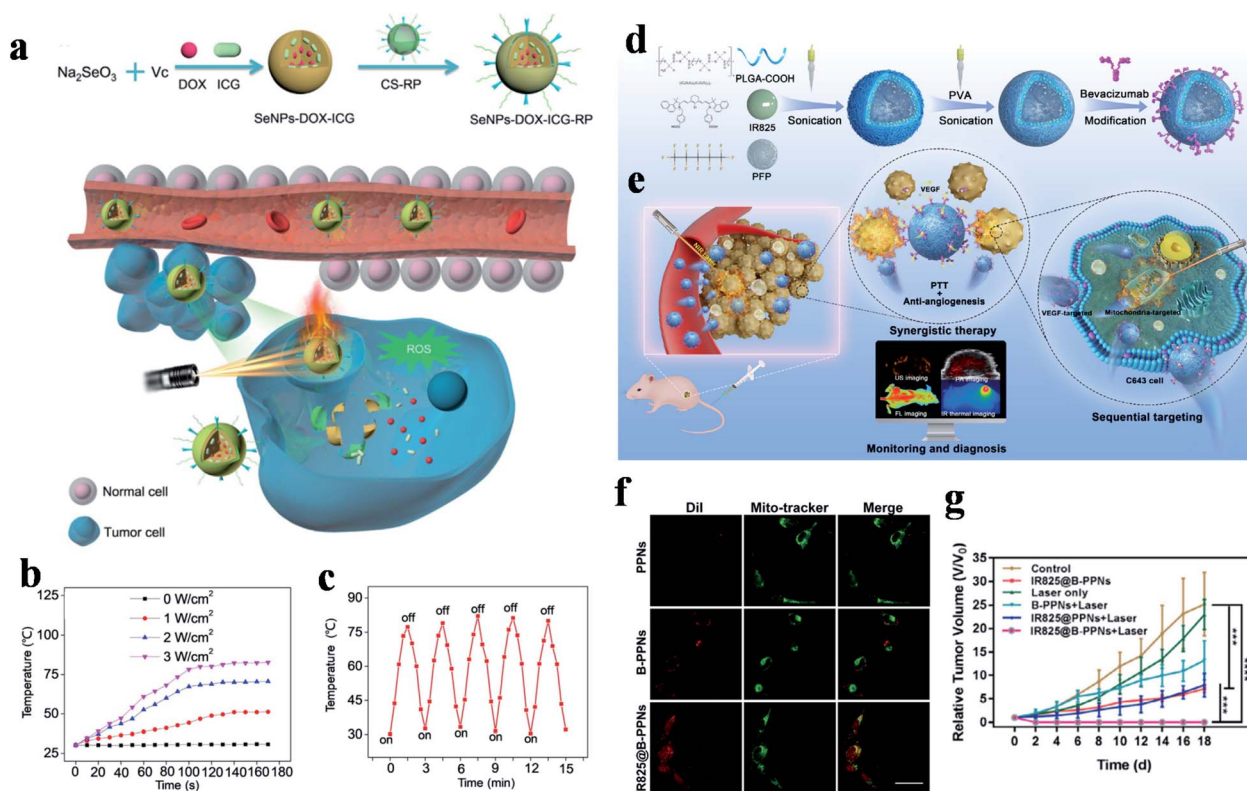 a
Na₂SeO₃ + Vc
DOX ICG
SeNPs-DOX-ICG
CS-RP
SeNPs-DOX-ICG-RP
ROS
Normal cell
Tumor cell
b
Temperature (°C)
125
100
75
50
25
0 W/cm²
1 W/cm²
2 W/cm²
3 W/cm²
0 20 40 60 80 100 120 140 160 180
Time (s)
c
Temperature (°C)
90
75
60
45
30
off off off off off
on on on on on
0 3 6 9 12 15
Time (min)
d
PLGA-COOH
IR825
PFP
Sonication
PVA
Sonication
Bevacizumab
Modification
e
NIR
VEGF
PTT
+
Anti-angiogenesis
Synergistic therapy
US imaging
PA imaging
FL imaging
IR thermal imaging
Monitoring and diagnosis
VEGF-targeted
Mitochondria-targeted
C643 cell
Sequential targeting
f
DiI Mito-tracker Merge
PPNs
B-PPNs
R825@B-PPNs
g
Relative Tumor Volume (V/V₀)
35
30
25
20
15
10
5
0
Control
IR825@B-PPNs
Laser only
B-PPNs+Laser
IR825@PPNs+Laser
IR825@B-PPNs+Laser
***
***
****
0 2 4 6 8 10 12 14 16 18
Time (d)